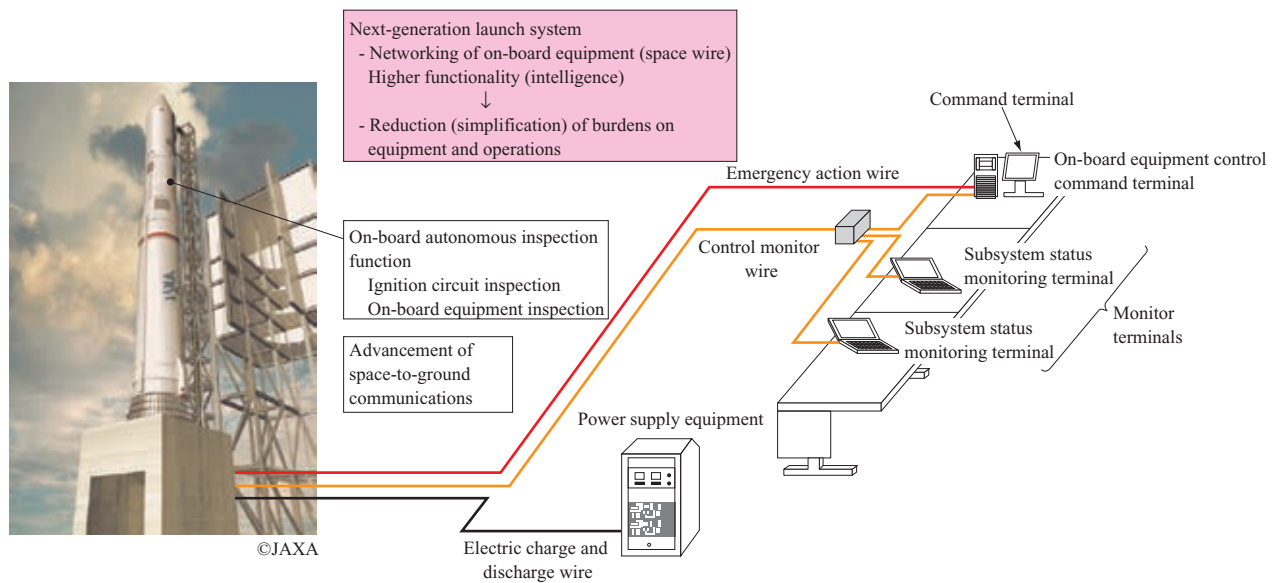 Next-generation launch system
- Networking of on-board equipment (space wire)
Higher functionality (intelligence)
↓
- Reduction (simplification) of burdens on
equipment and operations
Command terminal
On-board equipment control
command terminal
Emergency action wire
On-board autonomous inspection
function
Ignition circuit inspection
On-board equipment inspection
Control monitor
wire
Subsystem status
monitoring terminal
Subsystem status
monitoring terminal
Monitor
terminals
Advancement of
space-to-ground
communications
Power supply equipment
Electric charge and
discharge wire
©JAXA